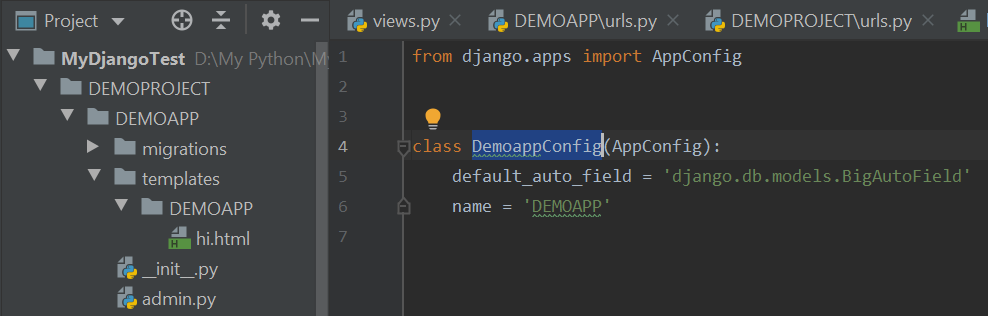 Project
MyDjangoTest D:\My Python\My
DEMOPROJECT
DEMOAPP
migrations
templates
DEMOAPP
H hi.html
__init__.py
admin.py
views.py DEMOAPP\urls.py DEMOPROJECT\urls.py H
1 from django.apps import AppConfig
2
3
4 class DemoappConfig(AppConfig):
5 default_auto_field = 'django.db.models.BigAutoField'
6 name = 'DEMOAPP'
7